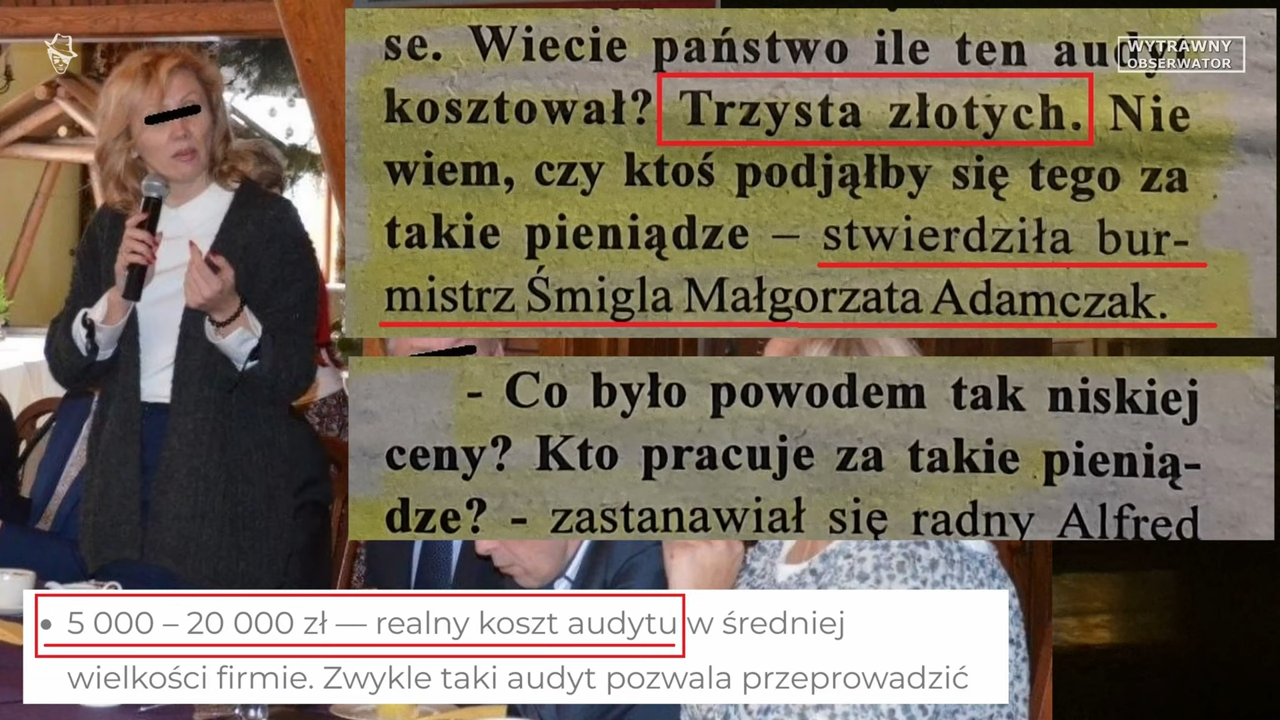 WYTRAWNY
OBSERWATOR
se. Wiecie państwo ile ten audyt
kosztował? Trzysta złotych. Nie
wiem, czy ktoś podjąłby się tego za
takie pieniądze – stwierdziła bur-
mistrz Śmigla Małgorzata Adamczak.
- Co było powodem tak niskiej
ceny? Kto pracuje za takie pienią-
dze? - zastanawiał się radny Alfred
• 5 000 – 20 000 zł — realny koszt audytu w średniej
wielkości firmie. Zwykle taki audyt pozwala przeprowadzić